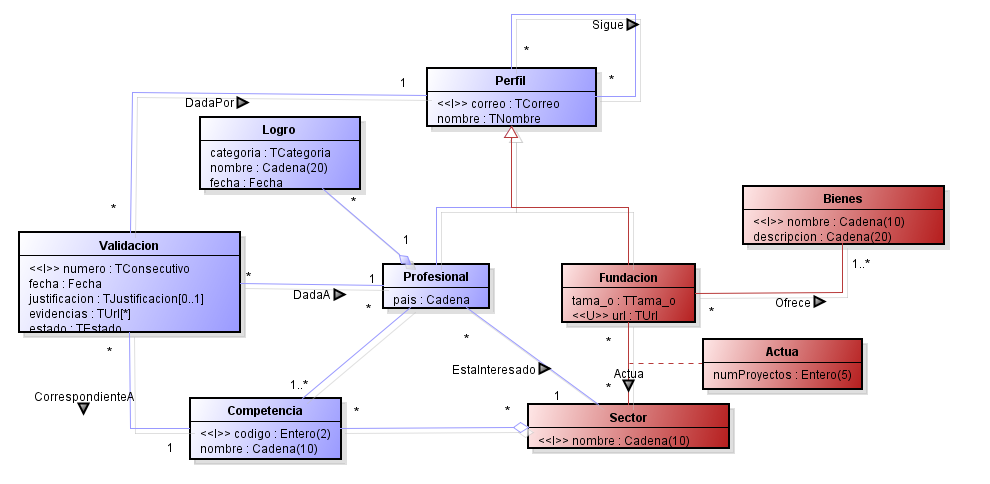 Sigue
*
*
Perfil
<<I>> correo : TCorreo
nombre : TNombre
1
DadaPor
Logro
categoria : TCategoria
nombre : Cadena(20)
fecha : Fecha
*
1
*
Bienes
<<I>> nombre : Cadena(10)
descripcion : Cadena(20)
1..*
Validacion
<<I>> numero : TConsecutivo
fecha : Fecha
justificacion : TJustificacion[0..1]
evidencias : TUrl[*]
estado : TEstado
*
1
DadaA
Profesional
pais : Cadena
*
*
Fundacion
tama_o : TTama_o
<<U>> url : TUrl
*
*
Ofrece
Actua
numProyectos : Entero(5)
*
CorrespondienteA
1
1..*
EstaInteresado
Actua
*
1
Competencia
<<I>> codigo : Entero(2)
nombre : Cadena(10)
*
*
Sector
<<I>> nombre : Cadena(10)